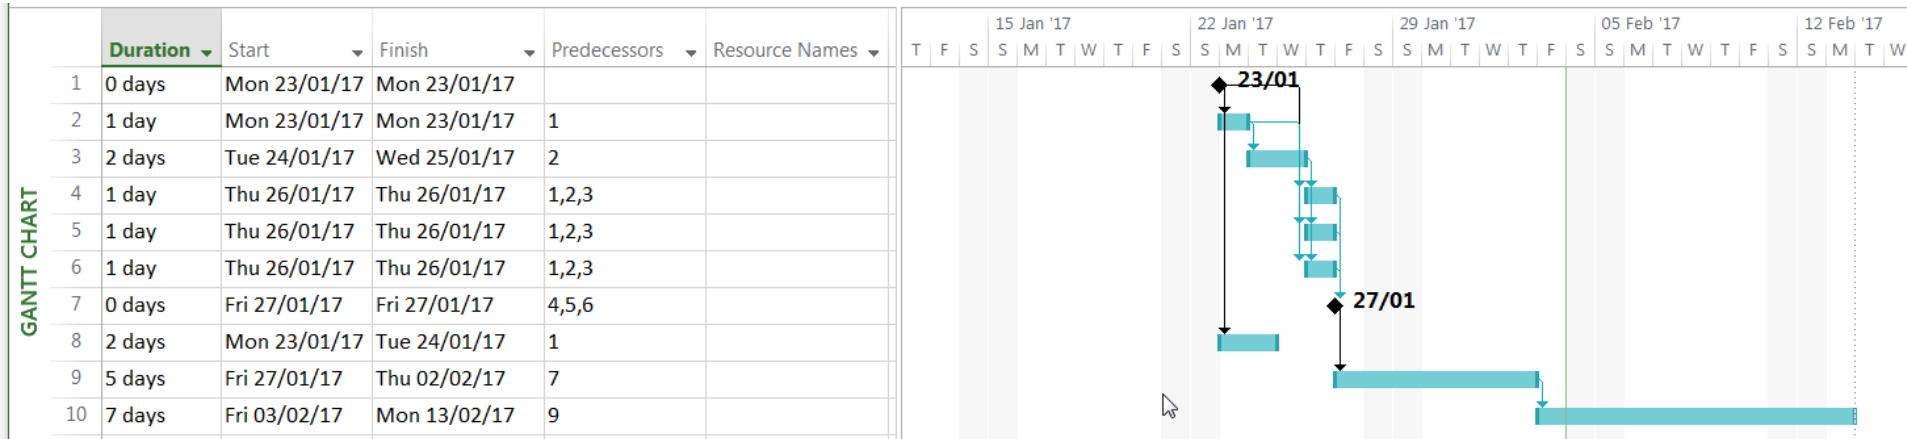 15 Jan '17 22 Jan '17 29 Jan '17 05 Feb '17 12 Feb '17
Duration Start Finish Predecessors Resource Names T F S S M T W T F S S M T W T F S S M T W T F S S M T W T F S S M T W
1 0 days Mon 23/01/17 Mon 23/01/17 23/01
2 1 day Mon 23/01/17 Mon 23/01/17 1
3 2 days Tue 24/01/17 Wed 25/01/17 2
4 1 day Thu 26/01/17 Thu 26/01/17 1,2,3
5 1 day Thu 26/01/17 Thu 26/01/17 1,2,3
6 1 day Thu 26/01/17 Thu 26/01/17 1,2,3
7 0 days Fri 27/01/17 Fri 27/01/17 4,5,6 27/01
8 2 days Mon 23/01/17 Tue 24/01/17 1
9 5 days Fri 27/01/17 Thu 02/02/17 7
10 7 days Fri 03/02/17 Mon 13/02/17 9
GANTT CHART